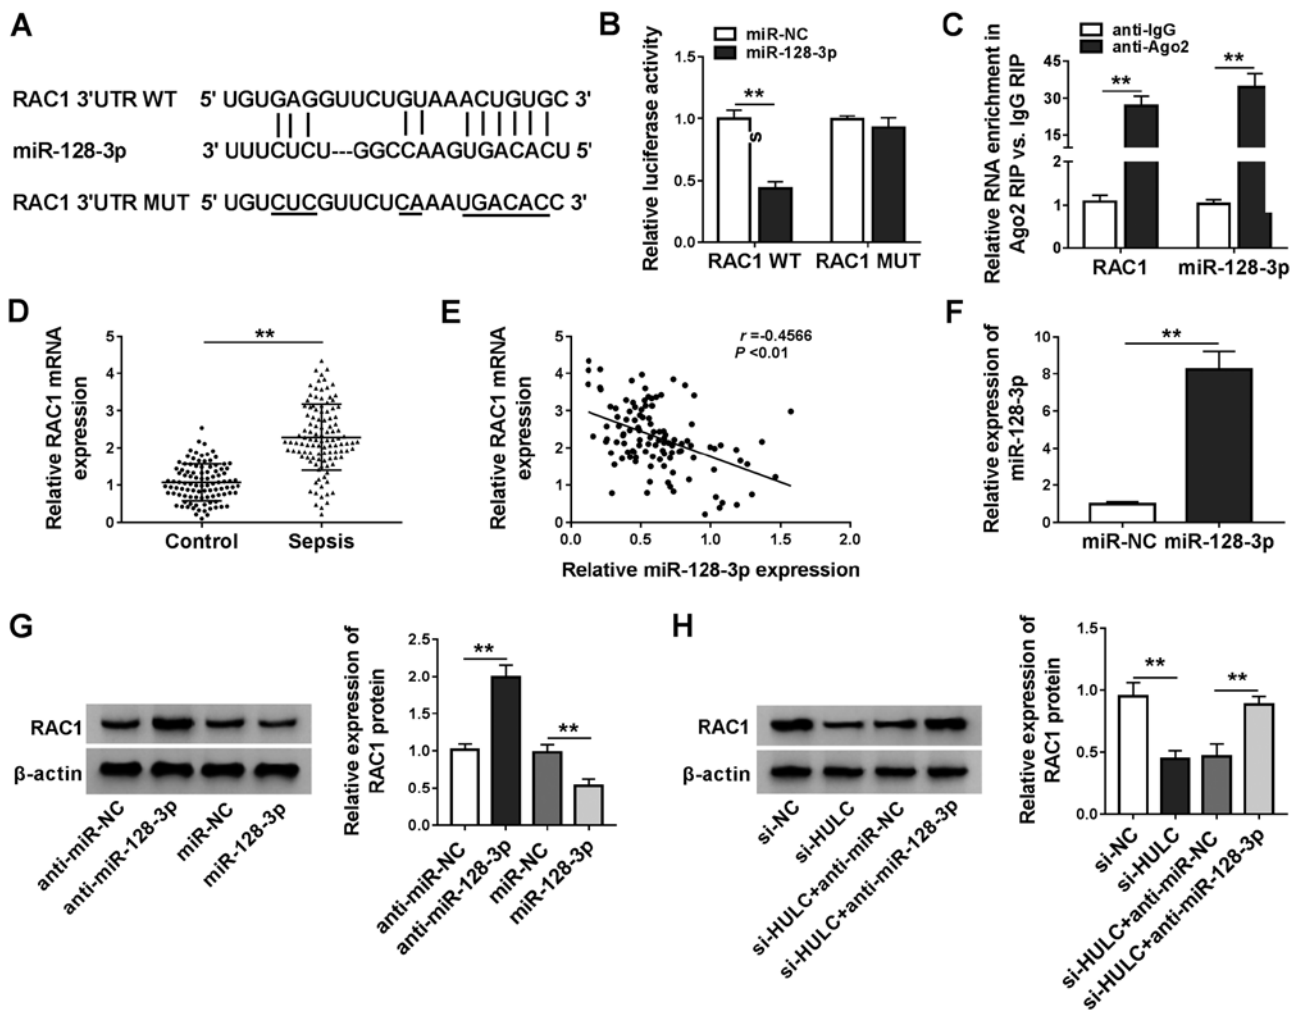 A
RAC1 3'UTR WT 5' UGUGAGGUUCUGUAAACUGUGC 3'
miR-128-3p 3' UUUCUCU---GGCCAAGUGACACU 5'
RAC1 3'UTR MUT 5' UGUCUCGUUCUCAAAUGACACC 3'
B
miR-NC
miR-128-3p
Relative luciferase activity
1.5
1.0
0.5
0.0
**
s
RAC1 WT
RAC1 MUT
C
anti-IgG
anti-Ago2
Relative RNA enrichment in
Ago2 RIP vs. IgG RIP
45
30
15
2
1
0
**
**
RAC1
miR-128-3p
D
Relative RAC1 mRNA
expression
5
4
3
2
1
0
**
Control
Sepsis
E
Relative RAC1 mRNA
expression
5
4
3
2
1
0
r =-0.4566
P <0.01
0.0
0.5
1.0
1.5
2.0
Relative miR-128-3p expression
F
Relative expression of
miR-128-3p
10
8
6
4
2
0
**
miR-NC
miR-128-3p
G
RAC1
β-actin
anti-miR-NC
anti-miR-128-3p
miR-NC
miR-128-3p
Relative expression of
RAC1 protein
2.5
2.0
1.5
1.0
0.5
0.0
**
**
anti-miR-NC
anti-miR-128-3p
miR-NC
miR-128-3p
H
RAC1
β-actin
si-NC
si-HULC
si-HULC+anti-miR-NC
si-HULC+anti-miR-128-3p
Relative expression of
RAC1 protein
1.5
1.0
0.5
0.0
**
**
si-NC
si-HULC
si-HULC+anti-miR-NC
si-HULC+anti-miR-128-3p